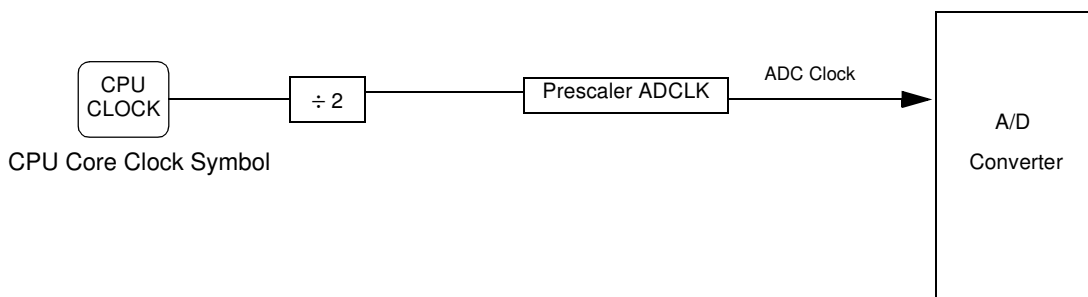 CPU
CLOCK
CPU Core Clock Symbol
÷ 2
Prescaler ADCLK
ADC Clock
A/D
Converter